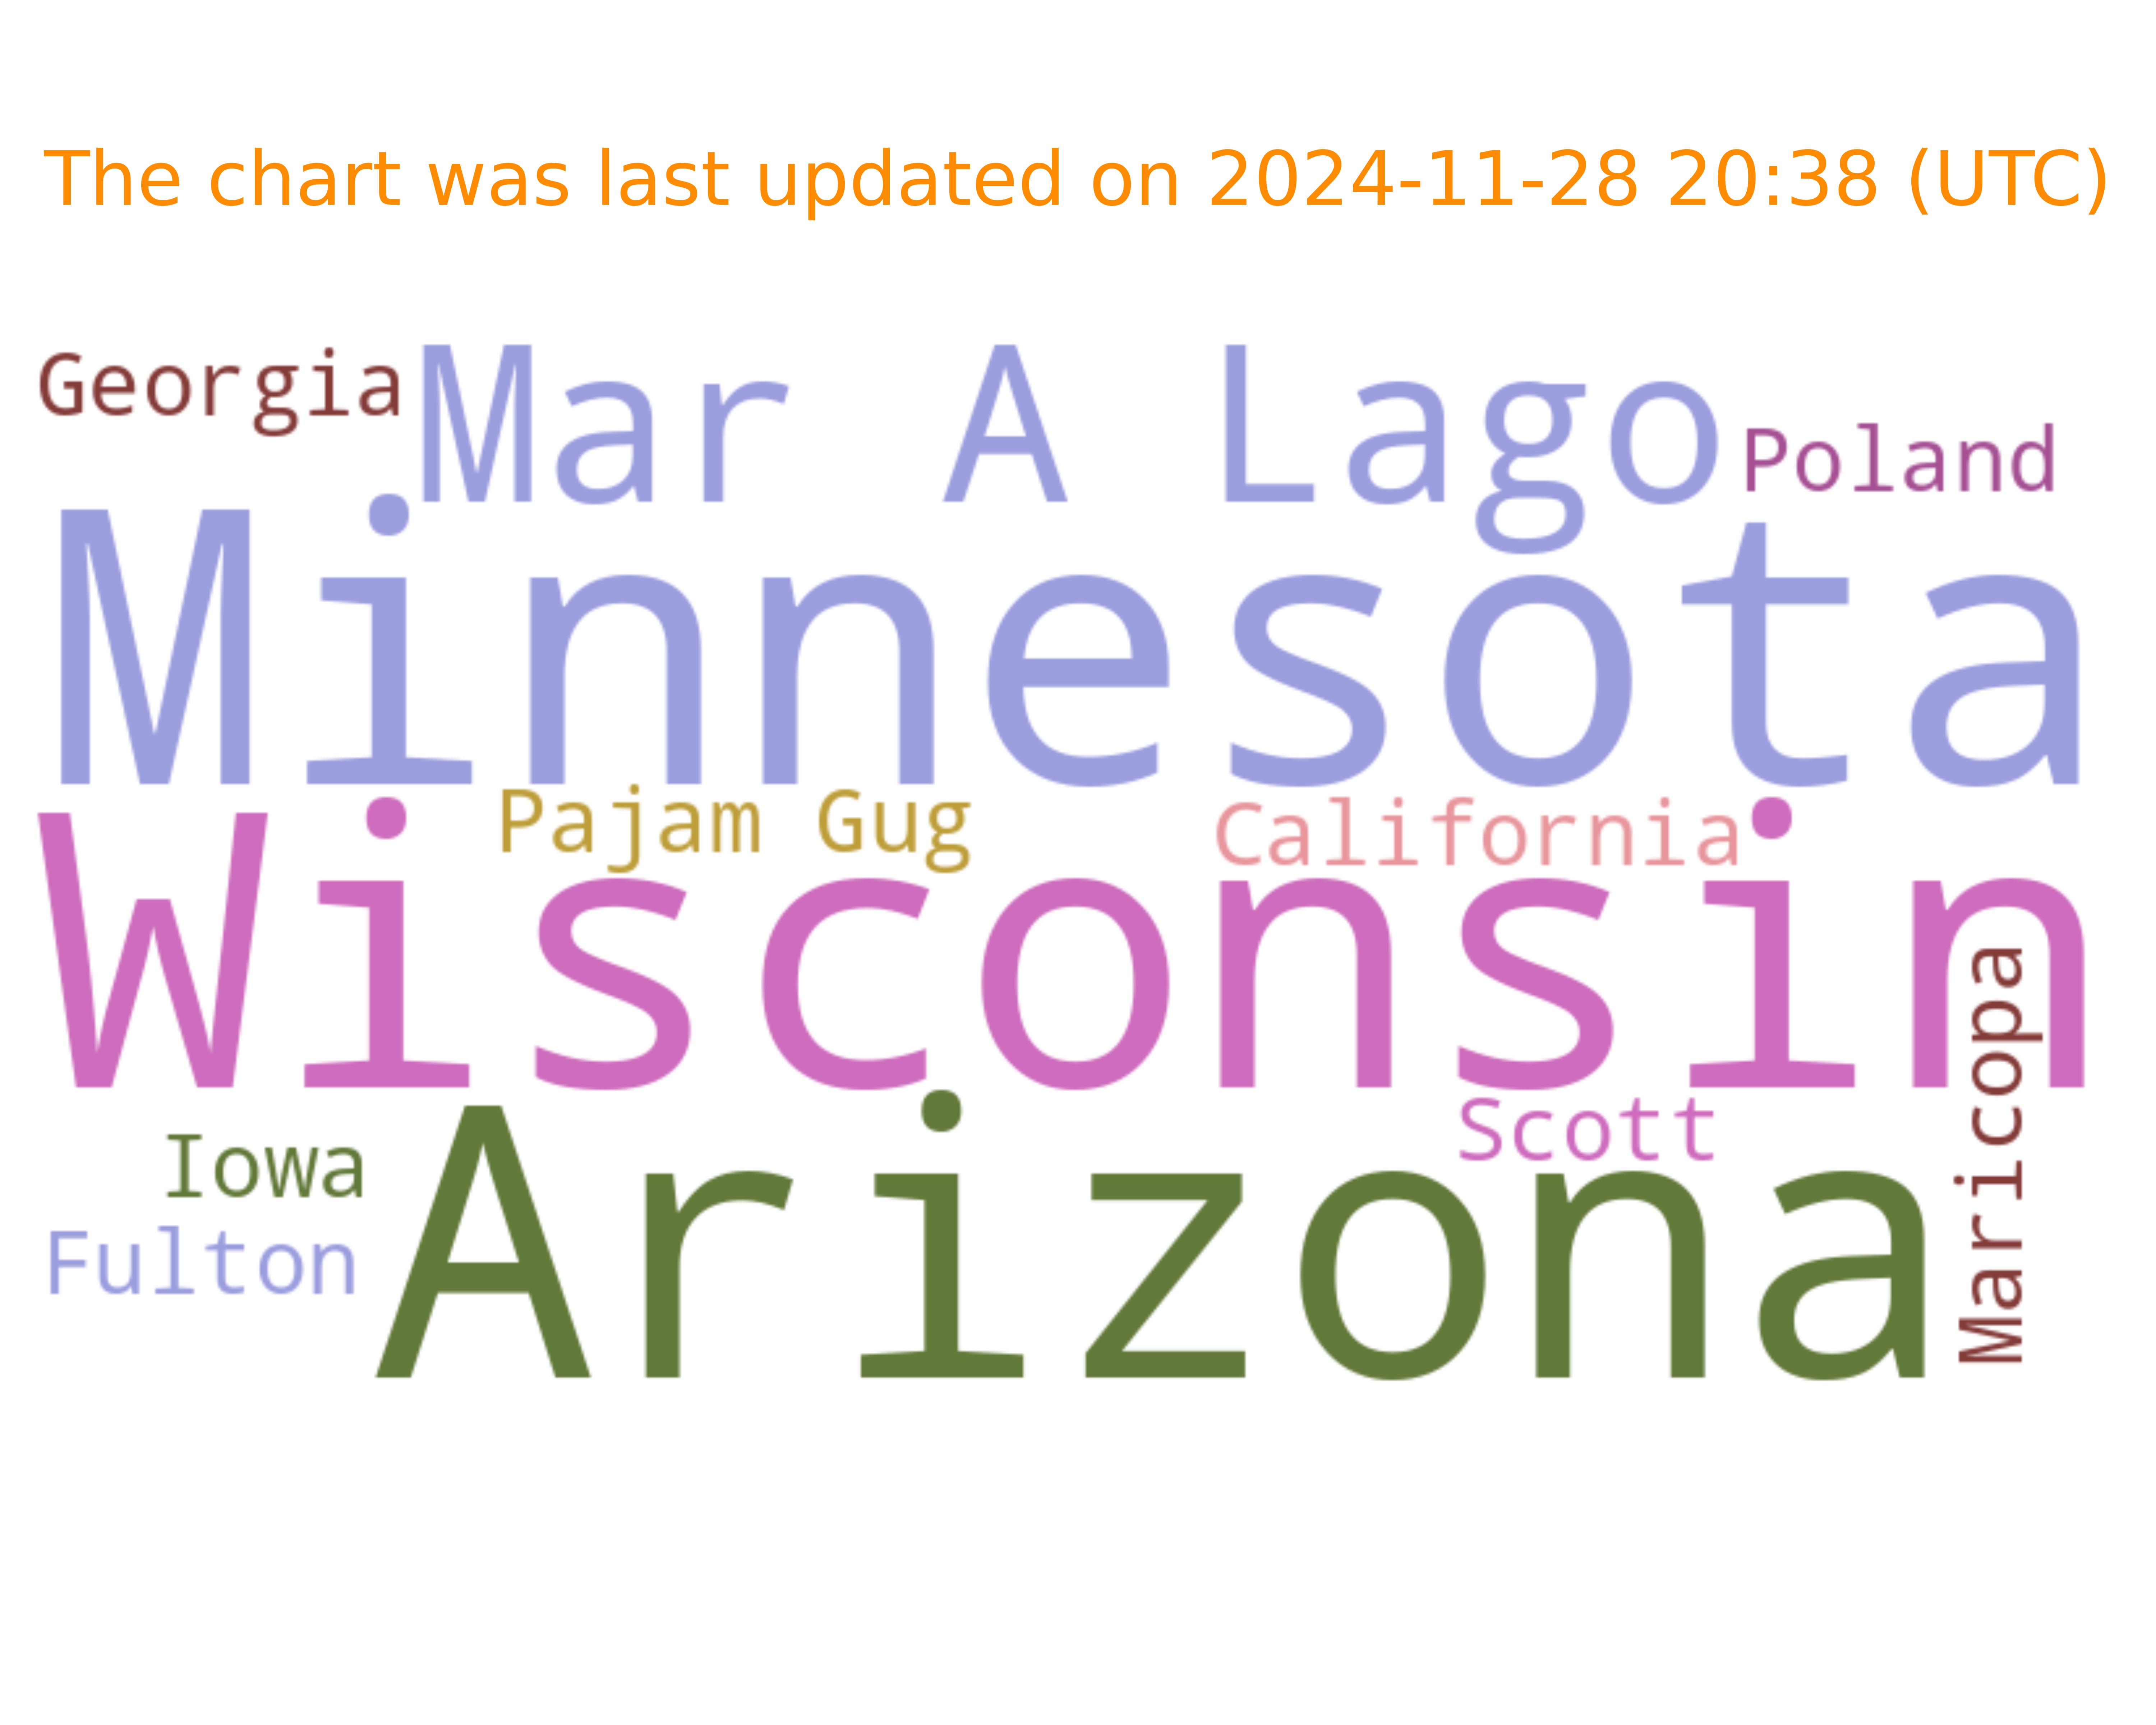 The chart was last updated on 2024-11-28 20:38 (UTC)
Georgia
Mar A Lago
Poland
Minnesota
Pajam Gug
California
Wisconsin
Maricopa
Scott
Iowa
Arizona
Fulton